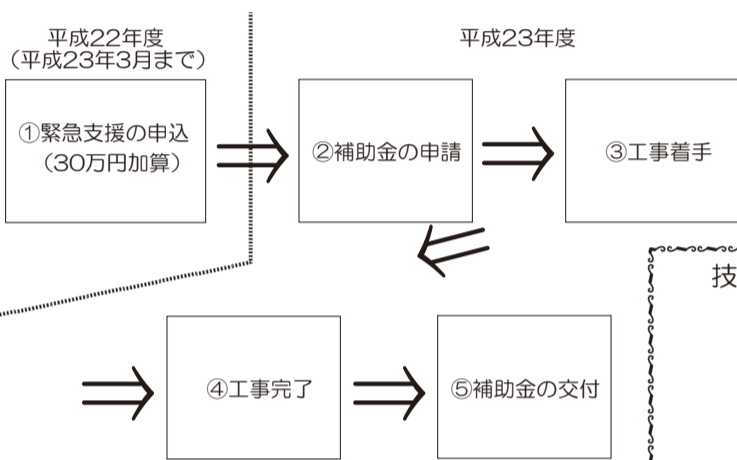 平成22年度
（平成23年3月まで）
平成23年度
①緊急支援の申込
（30万円加算）
②補助金の申請
③工事着手
技
④工事完了
⑤補助金の交付